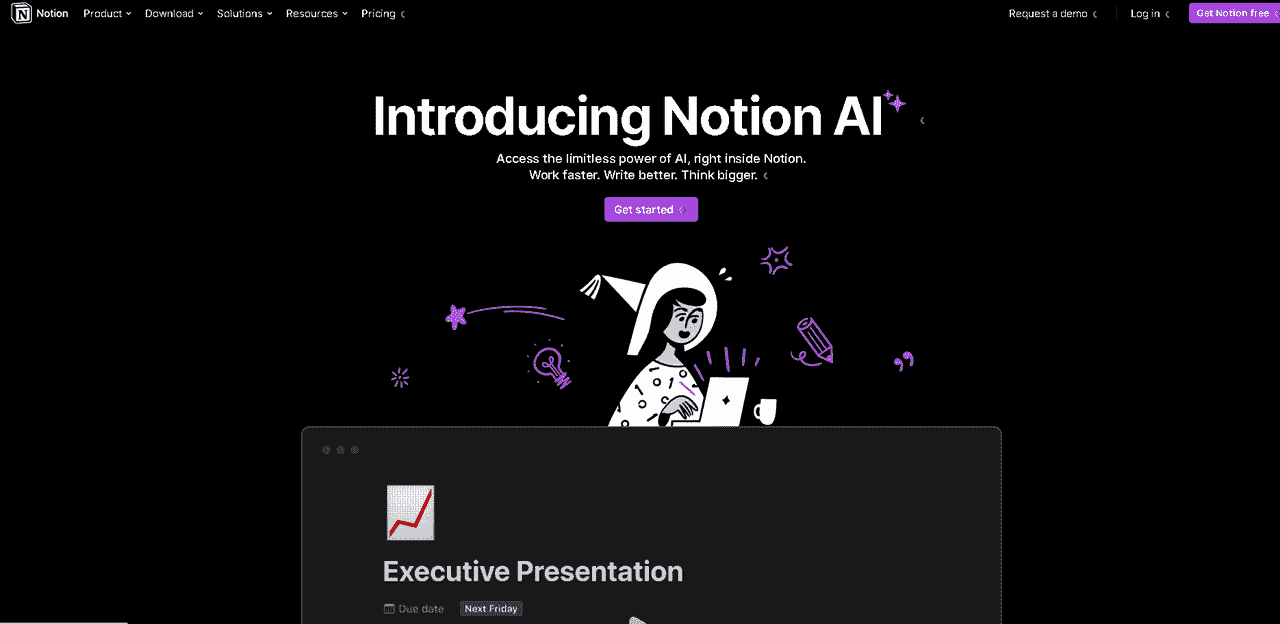 Notion Product Download Solutions Resources Pricing Request a demo Log in Get Notion free
Introducing Notion AI
Access the limitless power of AI, right inside Notion.
Work faster. Write better. Think bigger.
Get started
Executive Presentation
Due date Next Friday